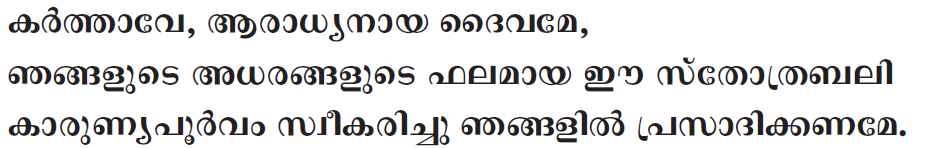 കർത്താവേ, ആരാധ്യനായ ദൈവമേ,
ഞങ്ങളുടെ അധരങ്ങളുടെ ഫലമായ ഈ സ്തോത്രബലി
കാരുണ്യപൂർവം സ്വീകരിച്ചു ഞങ്ങളിൽ പ്രസാദിക്കണമേ.